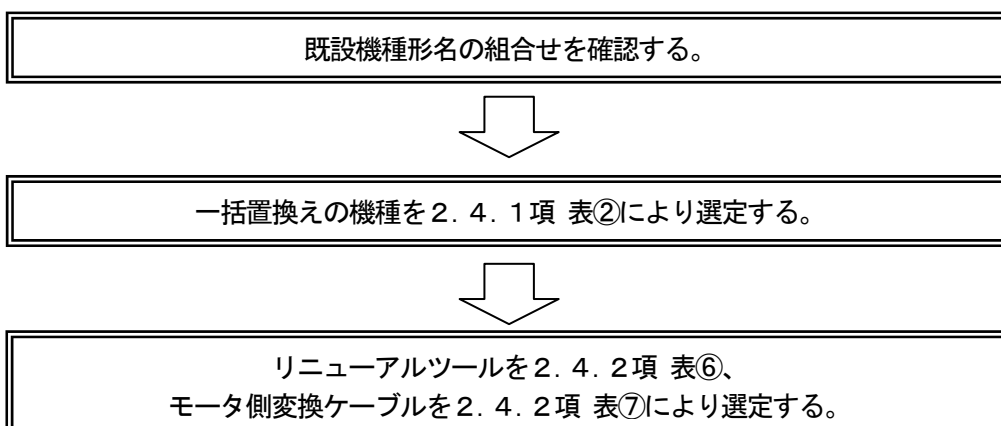 既設機種形名の組合せを確認する。
一括置換えの機種を２．４．１項 表②により選定する。
リニューアルツールを２．４．２項 表⑥、
モータ側変換ケーブルを２．４．２項 表⑦により選定する。